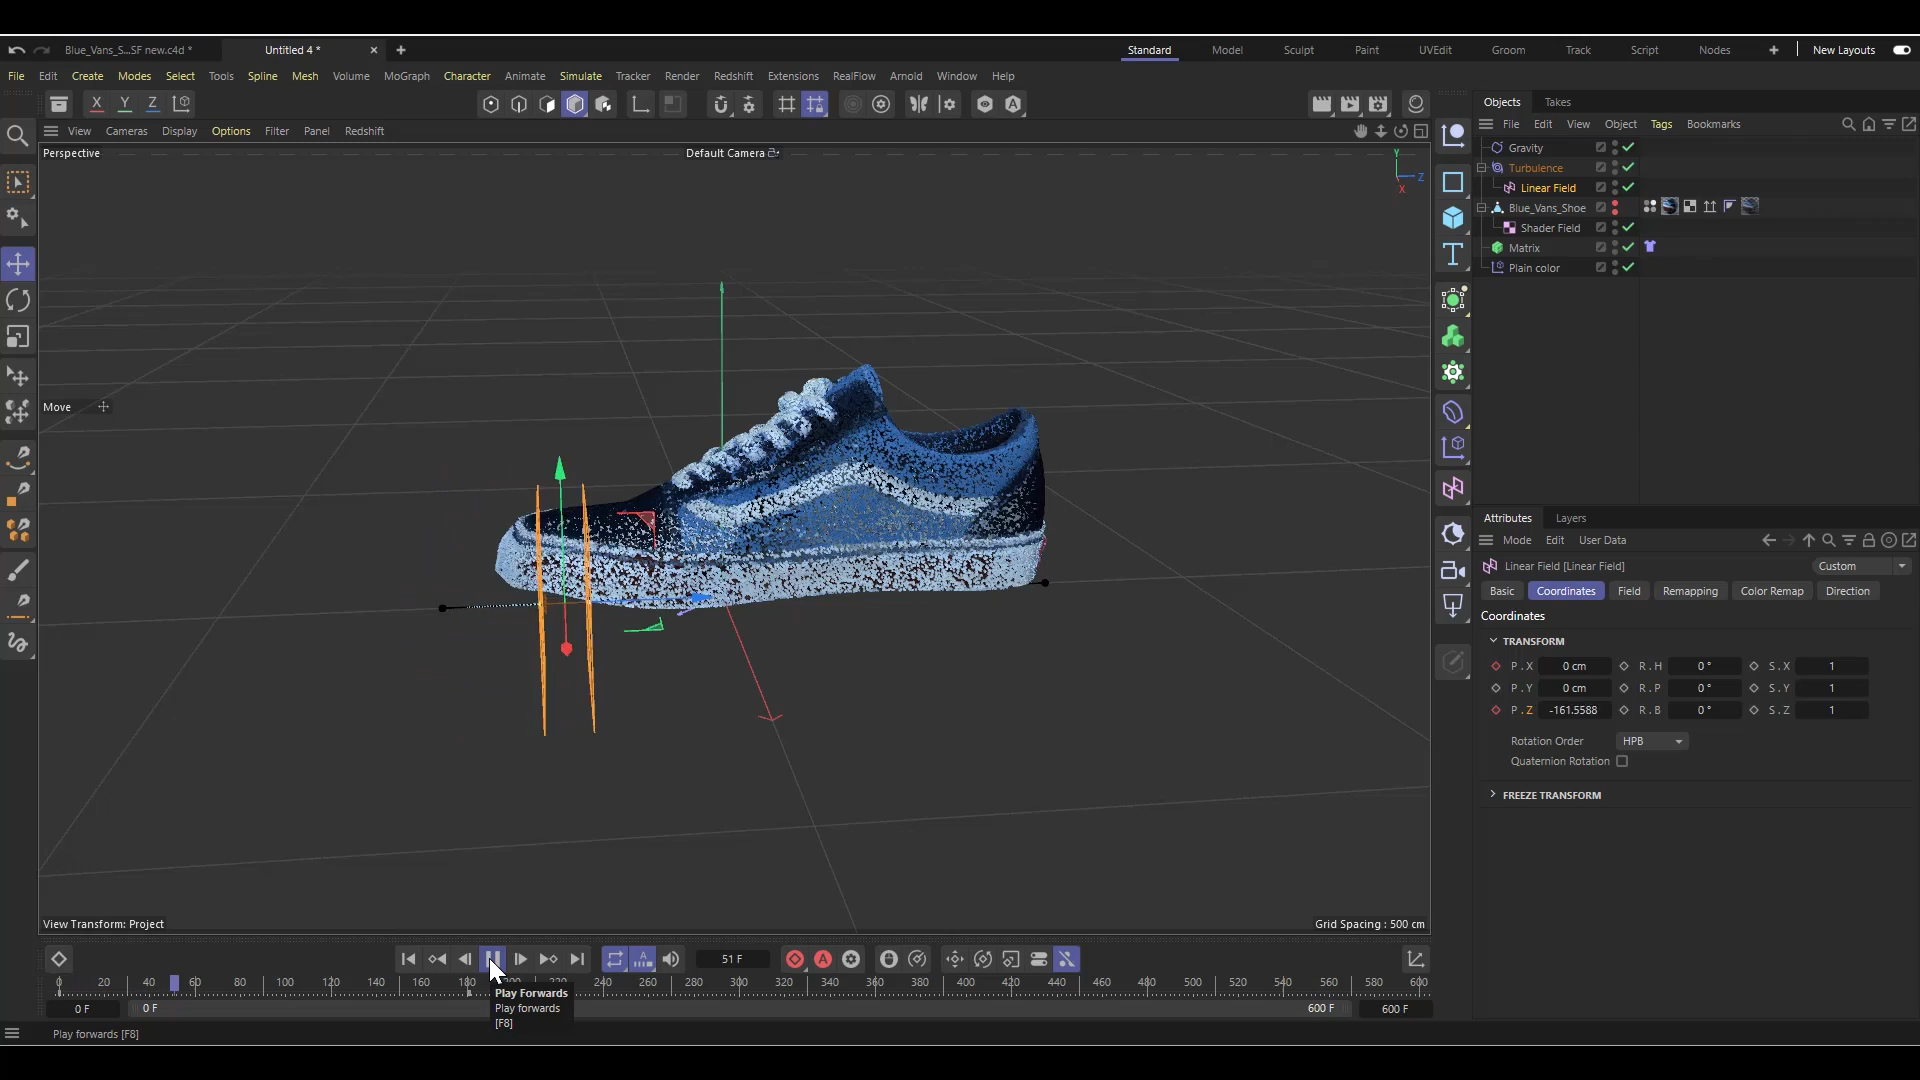 Blue_Vans_S...SF new.c4d *
Untitled 4 *
Standard
Model
Sculpt
Paint
UVEdit
Groom
Track
Script
Nodes
New Layouts
File Edit Create Modes Select Tools Spline Mesh Volume MoGraph Character Animate Simulate Tracker Render Redshift Extensions RealFlow Arnold Window Help
X Y Z
Objects Takes
View Cameras Display Options Filter Panel Redshift
File Edit View Object Tags Bookmarks
Perspective
Default Camera
Y
Z
X
Gravity
Turbulence
Linear Field
Blue_Vans_Shoe
Shader Field
Matrix
Plain color
Move
Attributes Layers
Mode Edit User Data
Linear Field [Linear Field]
Custom
Basic Coordinates Field Remapping Color Remap Direction
Coordinates
TRANSFORM
P.X 0 cm R.H 0° S.X 1
P.Y 0 cm R.P 0° S.Y 1
P.Z -161.5588 R.B 0° S.Z 1
Rotation Order HPB
Quaternion Rotation
FREEZE TRANSFORM
View Transform: Project
Grid Spacing : 500 cm
51 F
0 20 40 60 80 100 120 140 160 180 200 220 240 260 280 300 320 340 360 380 400 420 440 460 480 500 520 540 560 580 600
Play Forwards
Play forwards
[F8]
0 F
0 F
600 F
600 F
Play forwards [F8]